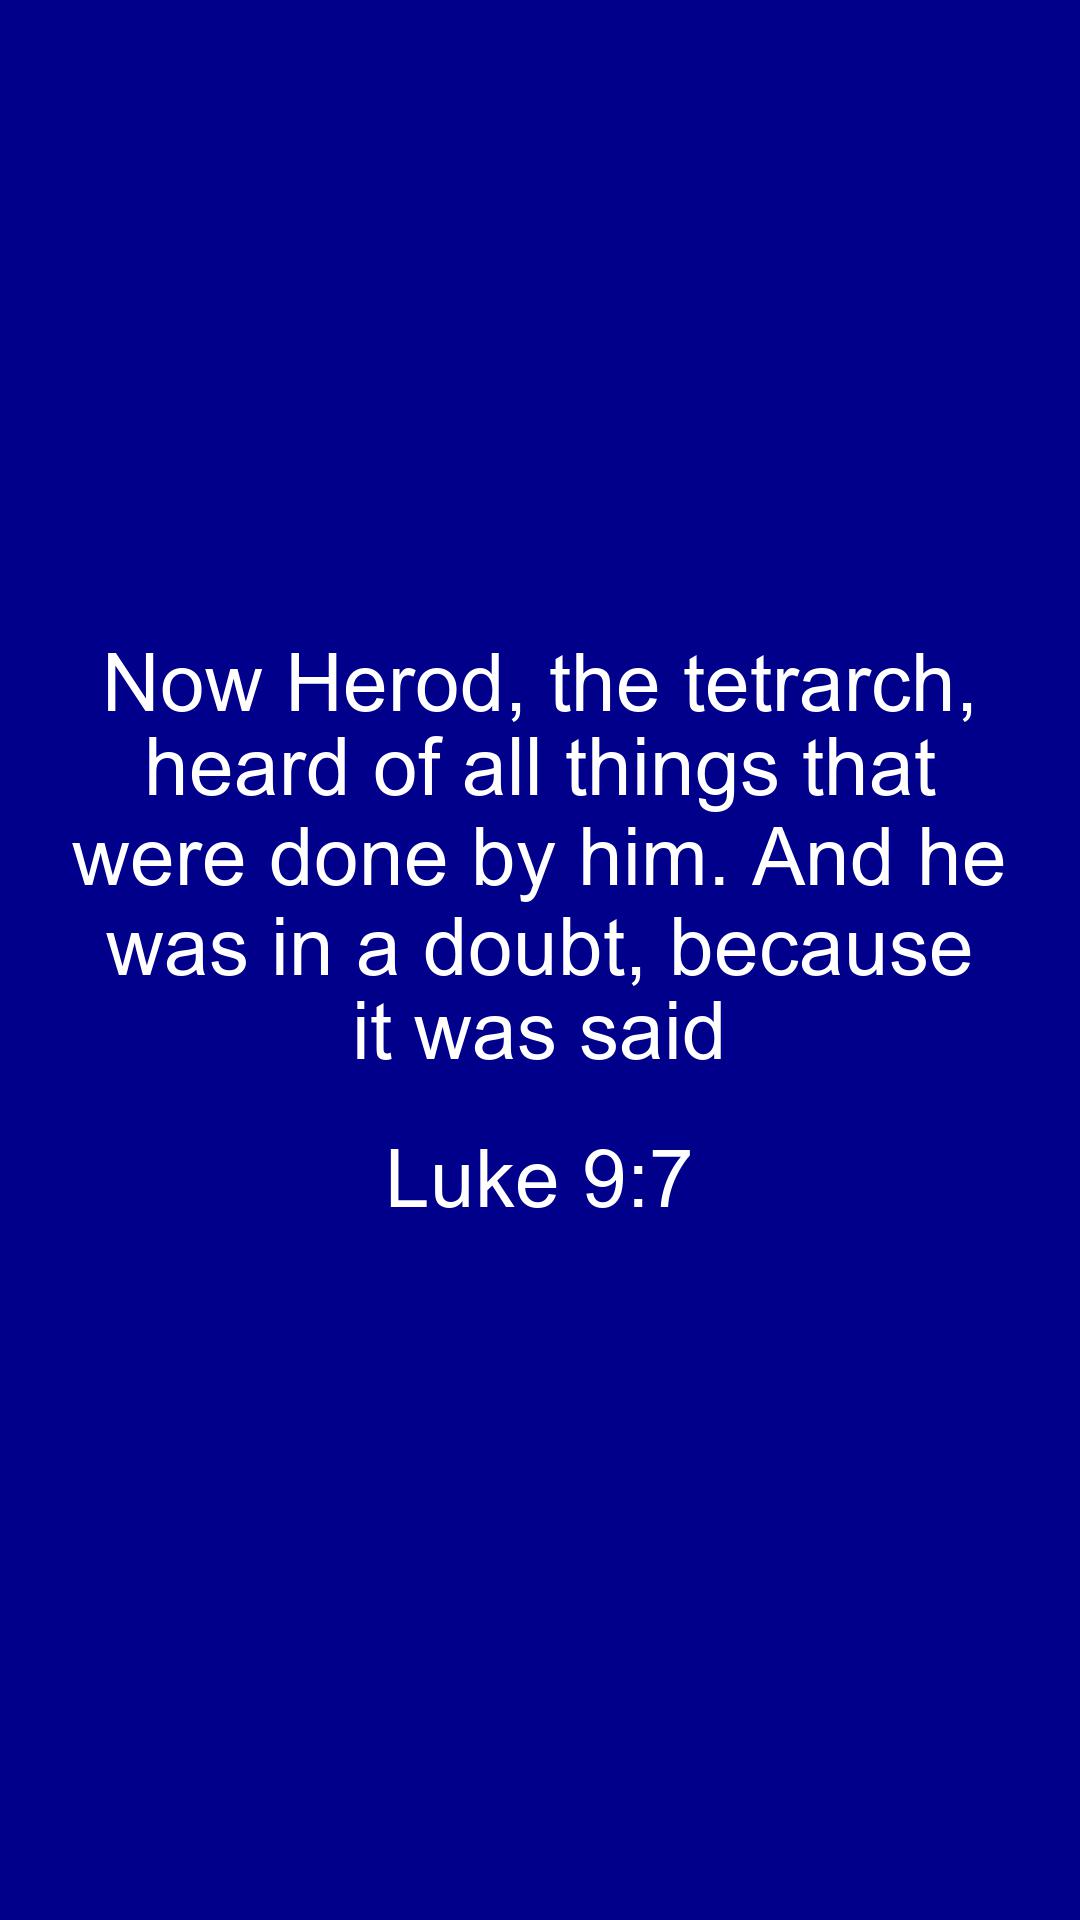 Now Herod, the tetrarch,
heard of all things that
were done by him. And he
was in a doubt, because
it was said
Luke 9:7